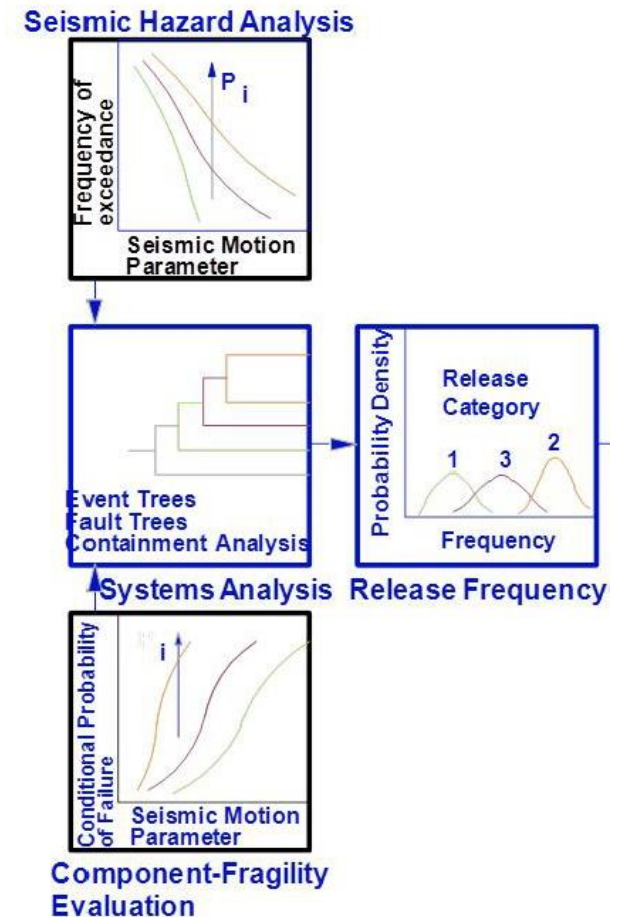 Seismic Hazard Analysis
Frequency of
exceedance
P i
Seismic Motion
Parameter
Event Trees
Fault Trees
Containment Analysis
Systems Analysis
Probability Density
Release
Category
1
3
2
Frequency
Release Frequency
Conditional Probability
of Failure
i
Seismic Motion
Parameter
Component-Fragility
Evaluation